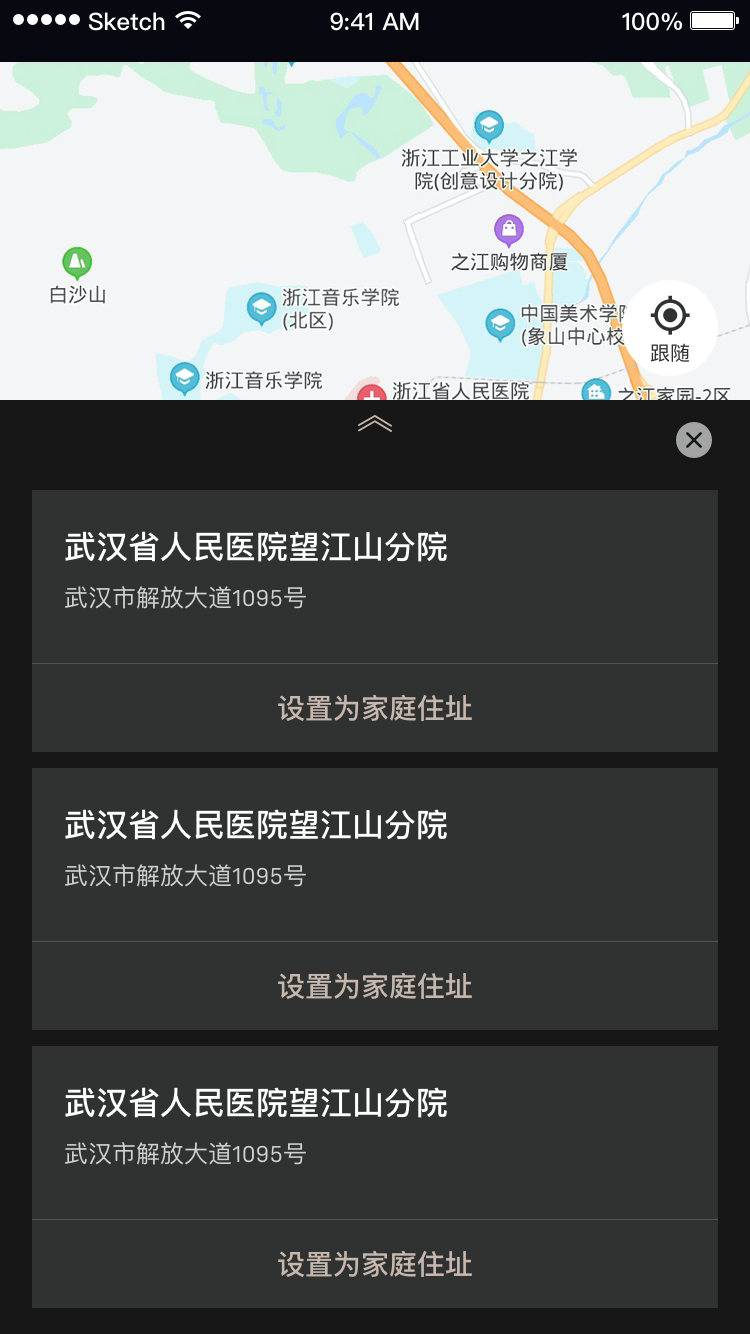 Sketch 9:41 AM 100%
浙江工业大学之江学
院(创意设计分院)
之江购物商厦
白沙山
浙江音乐学院
(北区)
中国美术学
(象山中心校
跟随
浙江音乐学院
浙江省人民医院
之江家园-2区
武汉省人民医院望江山分院
武汉市解放大道1095号
设置为家庭住址
武汉省人民医院望江山分院
武汉市解放大道1095号
设置为家庭住址
武汉省人民医院望江山分院
武汉市解放大道1095号
设置为家庭住址